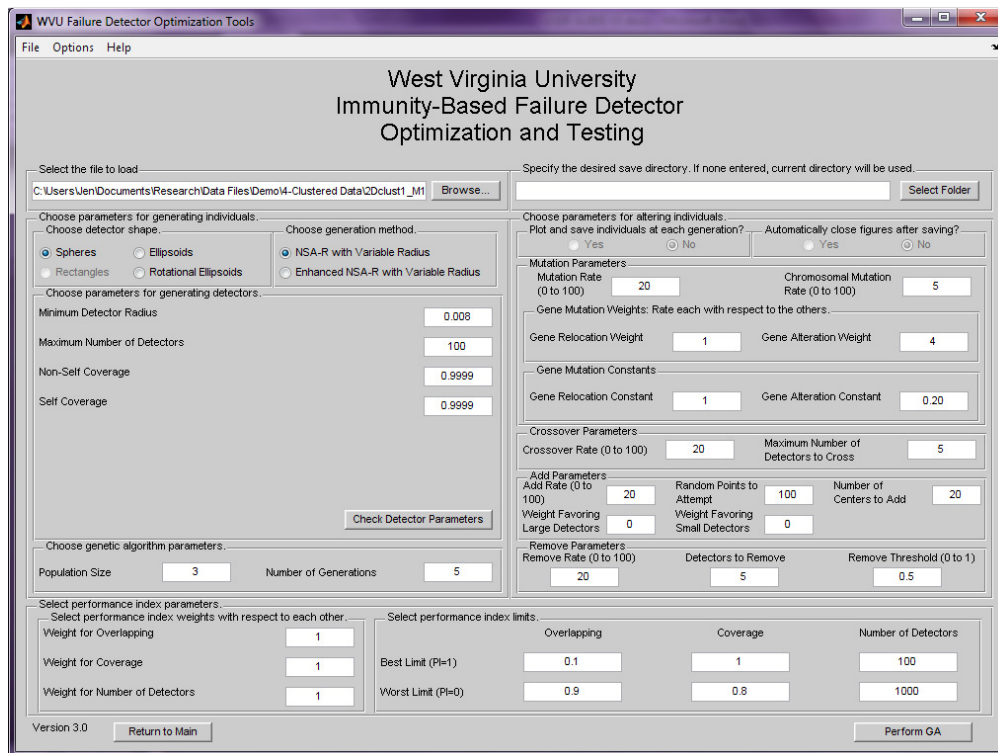 WVU Failure Detector Optimization Tools
File Options Help
West Virginia University
Immunity-Based Failure Detector
Optimization and Testing
Select the file to load
C:\Users\Jen\Documents\Research\Data Files\Demo\4-Clustered Data\2Dclust1_M1
Browse...
Specify the desired save directory. If none entered, current directory will be used.
Select Folder
Choose parameters for generating individuals.
Choose detector shape.
Spheres Ellipsoids
Rectangles Rotational Ellipsoids
Choose generation method.
NSA-R with Variable Radius
Enhanced NSA-R with Variable Radius
Choose parameters for generating detectors.
Minimum Detector Radius 0.008
Maximum Number of Detectors 100
Non-Self Coverage 0.9999
Self Coverage 0.9999
Check Detector Parameters
Choose genetic algorithm parameters.
Population Size 3 Number of Generations 5
Choose parameters for altering individuals.
Plot and save individuals at each generation?
Yes No
Automatically close figures after saving?
Yes No
Mutation Parameters
Mutation Rate
(0 to 100) 20
Chromosomal Mutation
Rate (0 to 100) 5
Gene Mutation Weights: Rate each with respect to the others.
Gene Relocation Weight 1 Gene Alteration Weight 4
Gene Mutation Constants
Gene Relocation Constant 1 Gene Alteration Constant 0.20
Crossover Parameters
Crossover Rate (0 to 100) 20
Maximum Number of
Detectors to Cross 5
Add Parameters
Add Rate (0 to
100) 20
Random Points to
Attempt 100
Number of
Centers to Add 20
Weight Favoring
Large Detectors 0
Weight Favoring
Small Detectors 0
Remove Parameters
Remove Rate (0 to 100) Detectors to Remove Remove Threshold (0 to 1)
20 5 0.5
Select performance index parameters.
Select performance index weights with respect to each other.
Weight for Overlapping 1
Weight for Coverage 1
Weight for Number of Detectors 1
Select performance index limits.
Overlapping Coverage Number of Detectors
Best Limit (PI=1) 0.1 1 100
Worst Limit (PI=0) 0.9 0.8 1000
Version 3.0
Return to Main
Perform GA